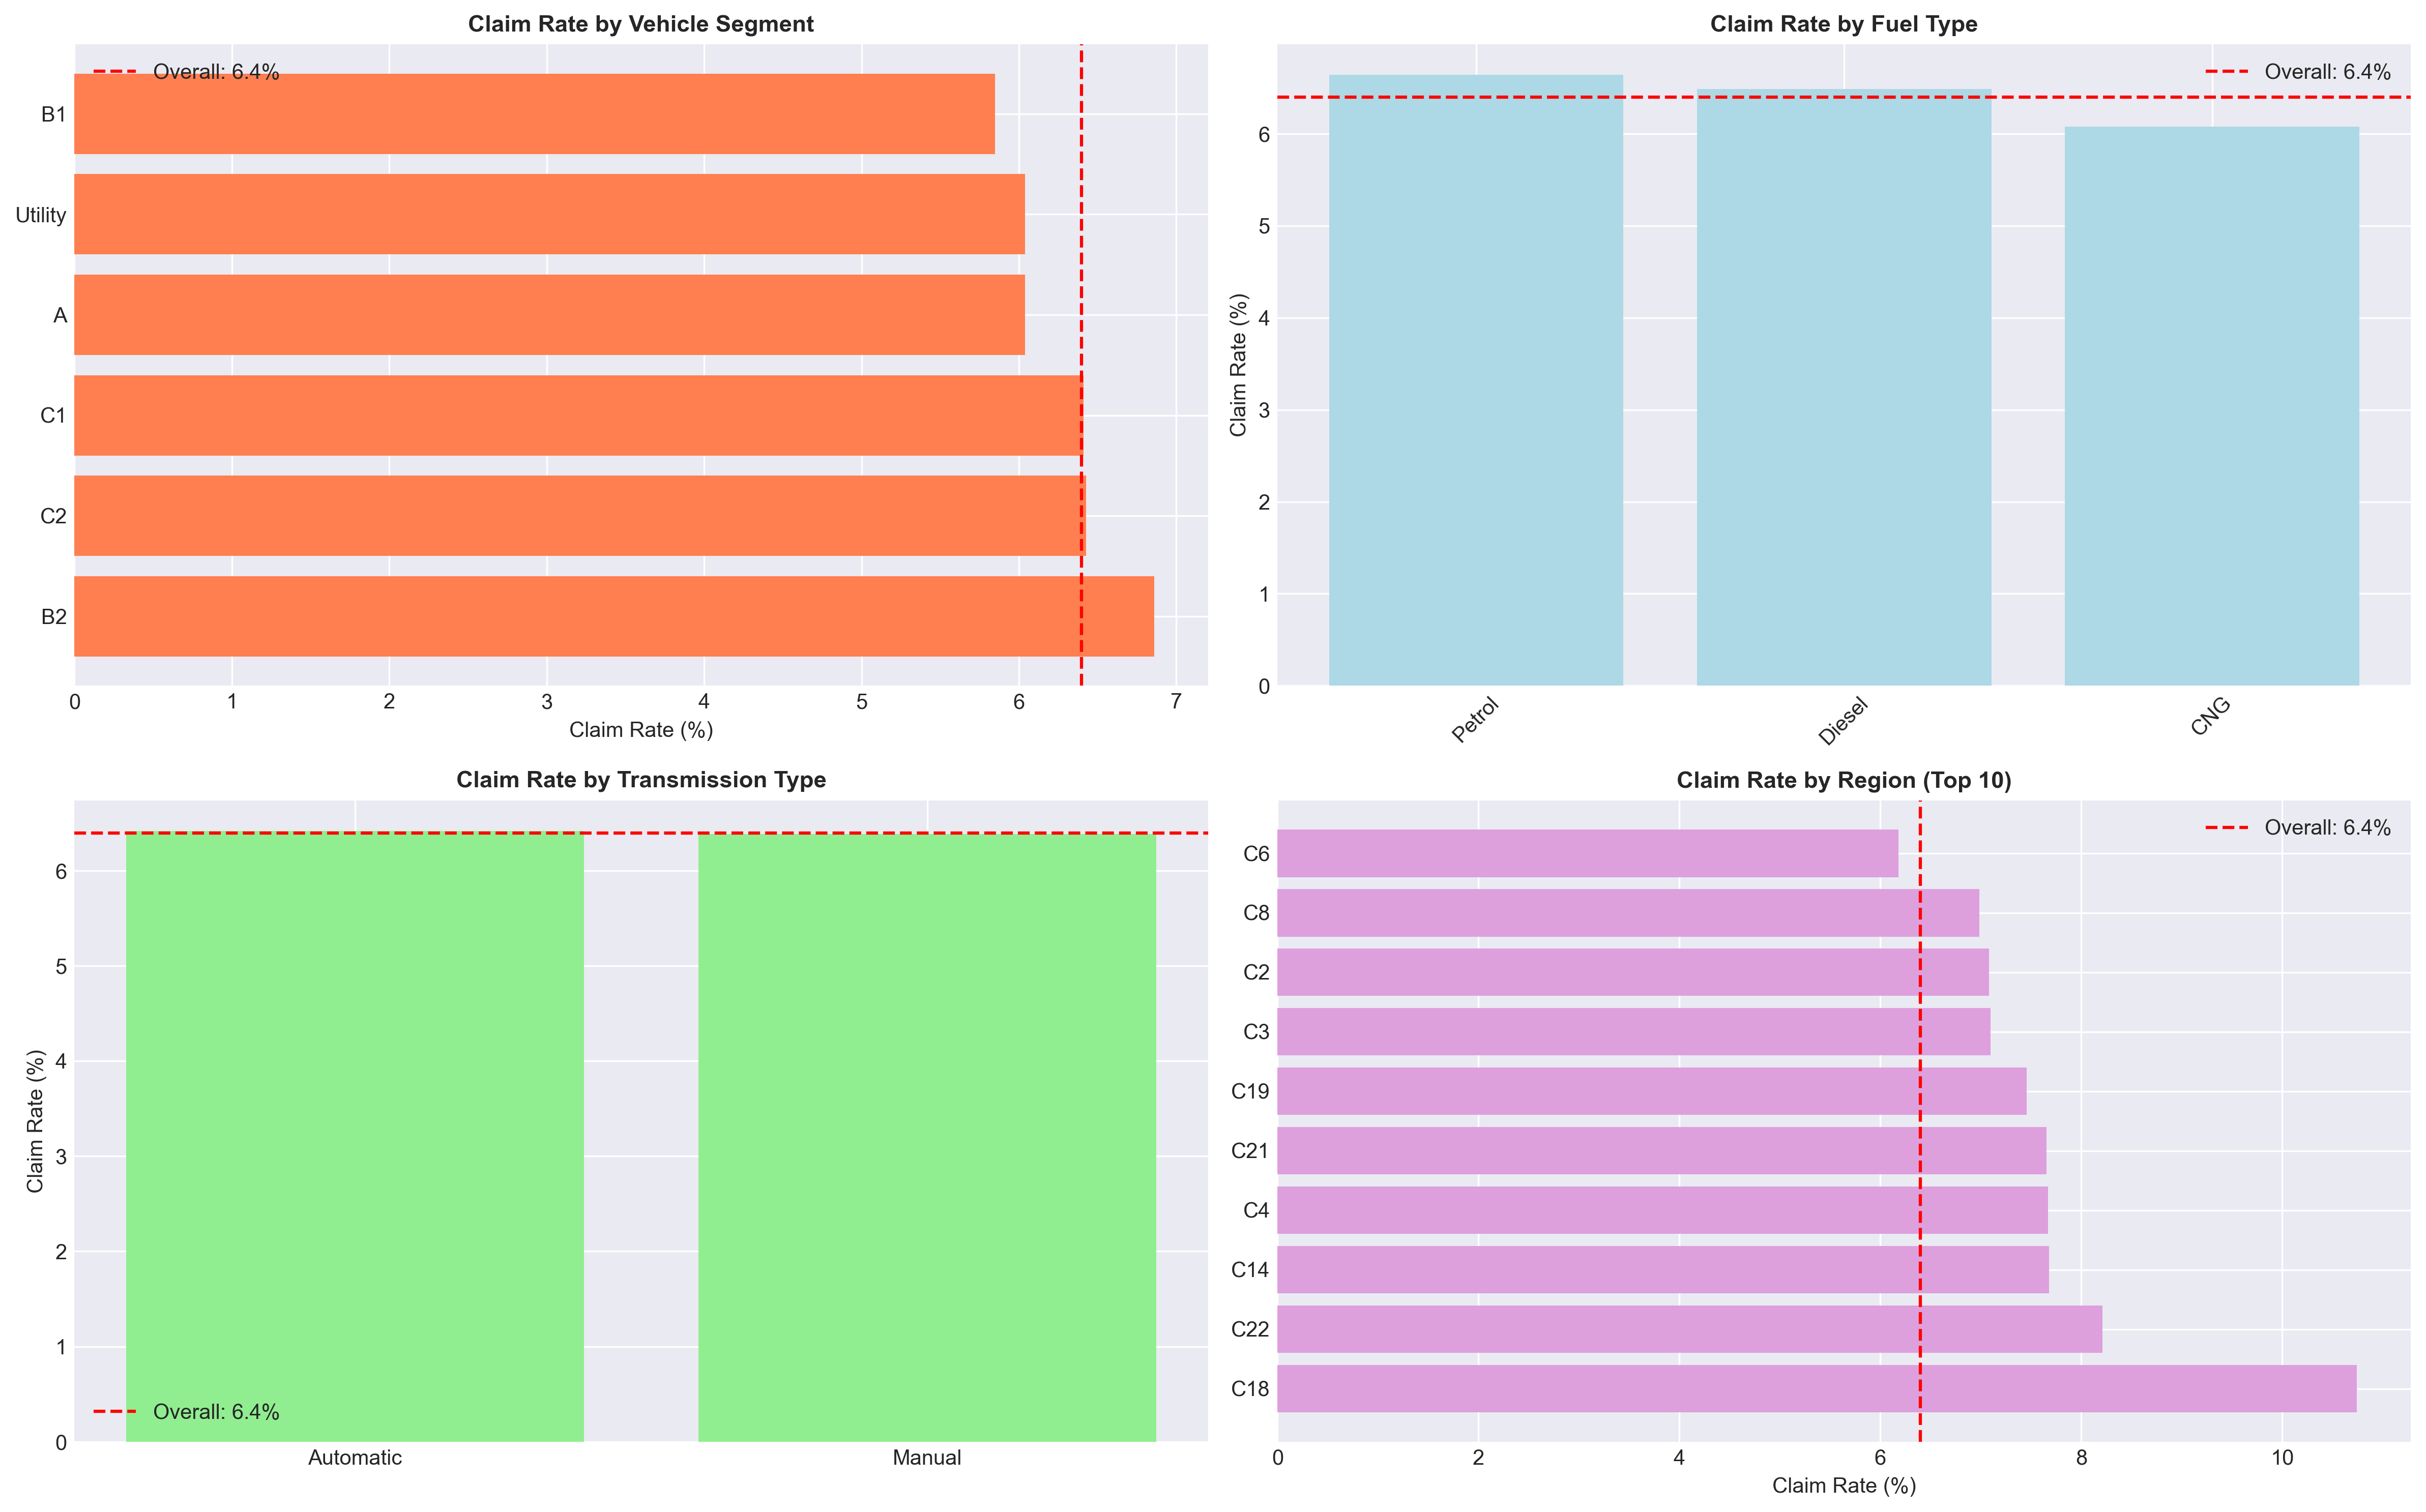 Claim Rate by Vehicle Segment
Overall: 6.4%
B1
Utility
A
C1
C2
B2
0 1 2 3 4 5 6 7
Claim Rate (%)
Claim Rate by Fuel Type
Overall: 6.4%
Claim Rate (%)
6
5
4
3
2
1
0
Petrol Diesel CNG
Claim Rate by Transmission Type
Claim Rate (%)
6
5
4
3
2
1
0
Overall: 6.4%
Automatic Manual
Claim Rate by Region (Top 10)
Overall: 6.4%
C6
C8
C2
C3
C19
C21
C4
C14
C22
C18
0 2 4 6 8 10
Claim Rate (%)